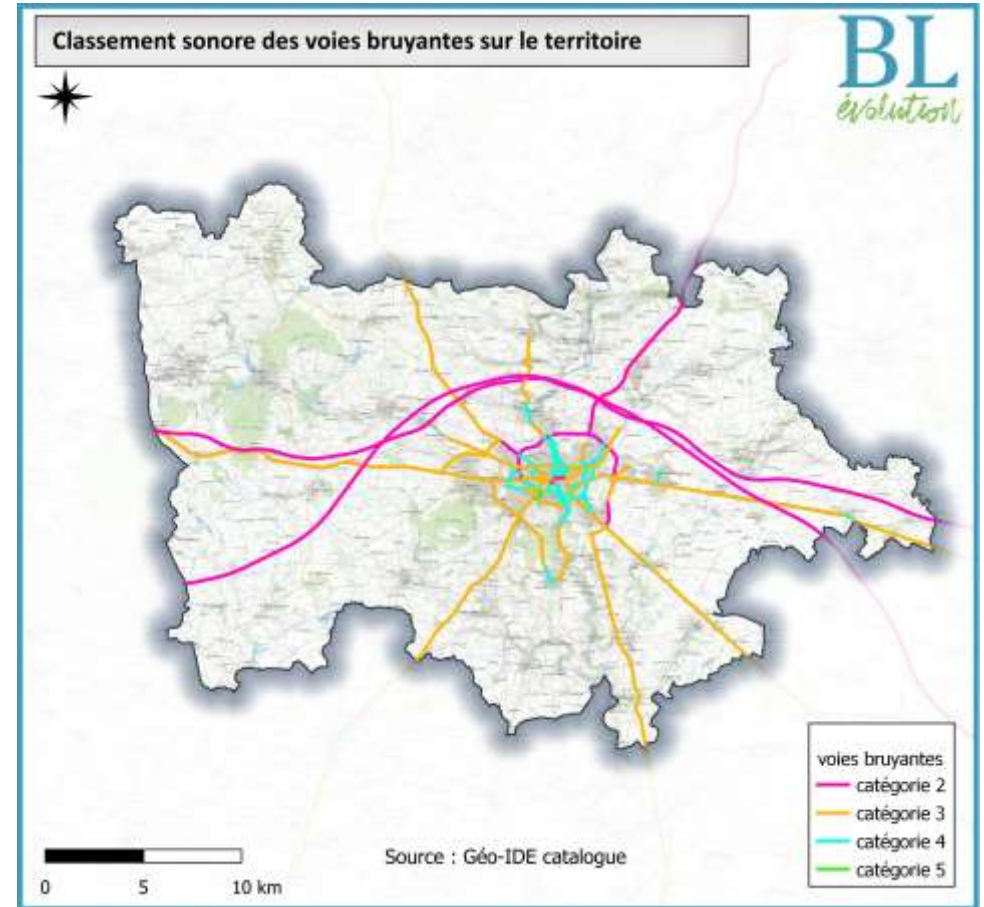 Classement sonore des voies bruyantes sur le territoire
BL
évolution
voies bruyantes
catégorie 2
catégorie 3
catégorie 4
catégorie 5
Source : Géo-IDE catalogue
0 5 10 km